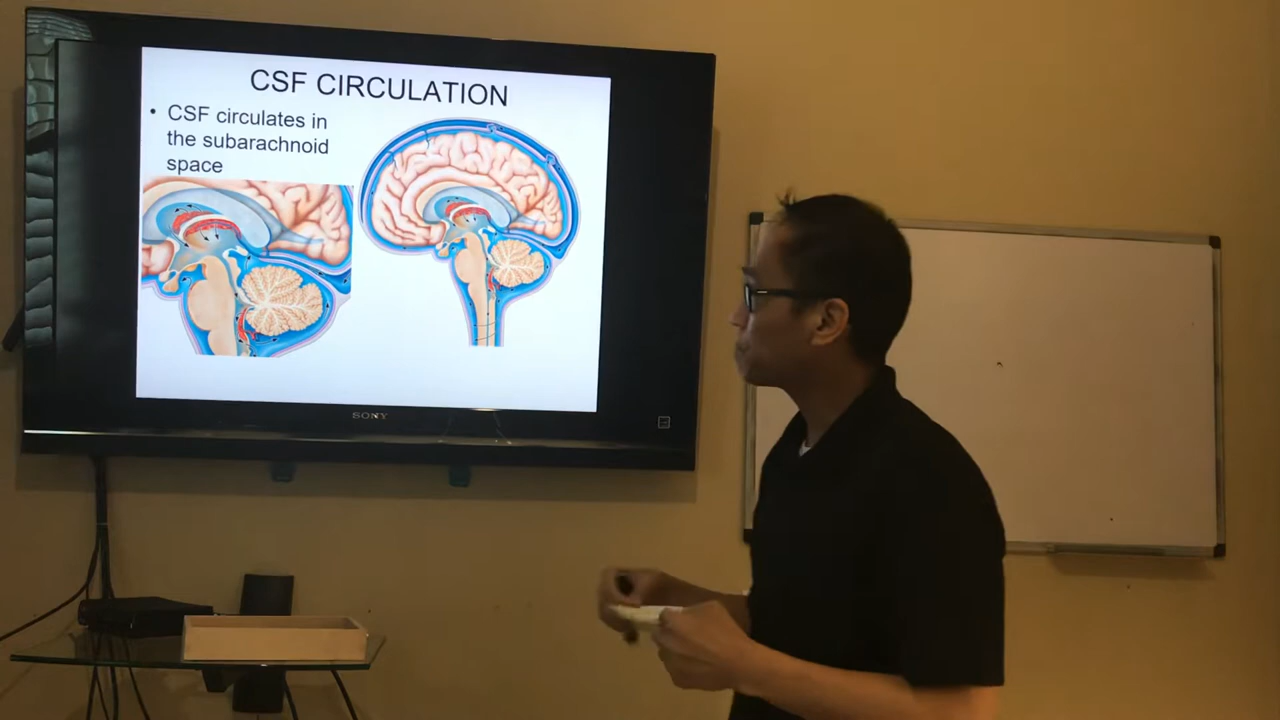 CSF CIRCULATION
• CSF circulates in
the subarachnoid
space
SONY